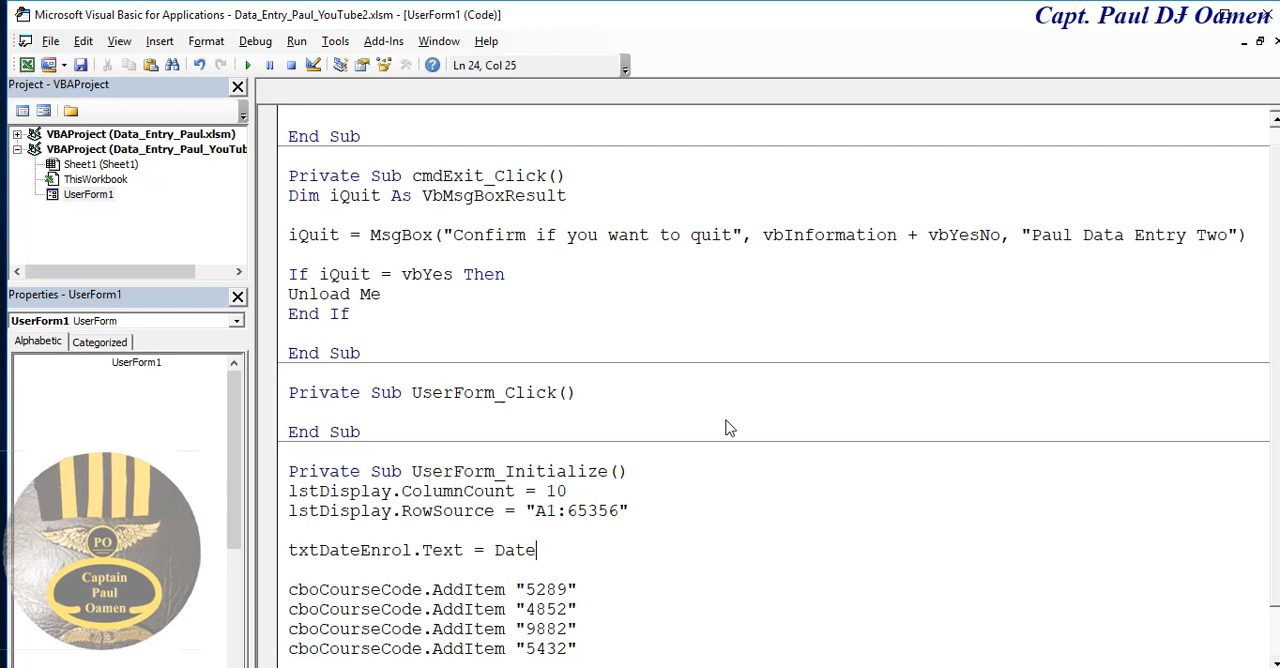 Microsoft Visual Basic for Applications - Data_Entry_Paul_YouTube2.xlsm - [UserForm1 (Code)]
Capt. Paul DJ Oamen
File Edit View Insert Format Debug Run Tools Add-Ins Window Help
Ln 24, Col 25
Project - VBAProject
VBAProject (Data_Entry_Paul.xlsm)
VBAProject (Data_Entry_Paul_YouTub
Sheet1 (Sheet1)
ThisWorkbook
UserForm1
Properties - UserForm1
UserForm1 UserForm
Alphabetic Categorized
UserForm1
PO
Captain
Paul
Oamen
End Sub
Private Sub cmdExit_Click()
Dim iQuit As VbMsgBoxResult
iQuit = MsgBox("Confirm if you want to quit", vbInformation + vbYesNo, "Paul Data Entry Two")
If iQuit = vbYes Then
Unload Me
End If
End Sub
Private Sub UserForm_Click()
End Sub
Private Sub UserForm_Initialize()
lstDisplay.ColumnCount = 10
lstDisplay.RowSource = "A1:65356"
txtDateEnrol.Text = Date
cboCourseCode.AddItem "5289"
cboCourseCode.AddItem "4852"
cboCourseCode.AddItem "9882"
cboCourseCode.AddItem "5432"